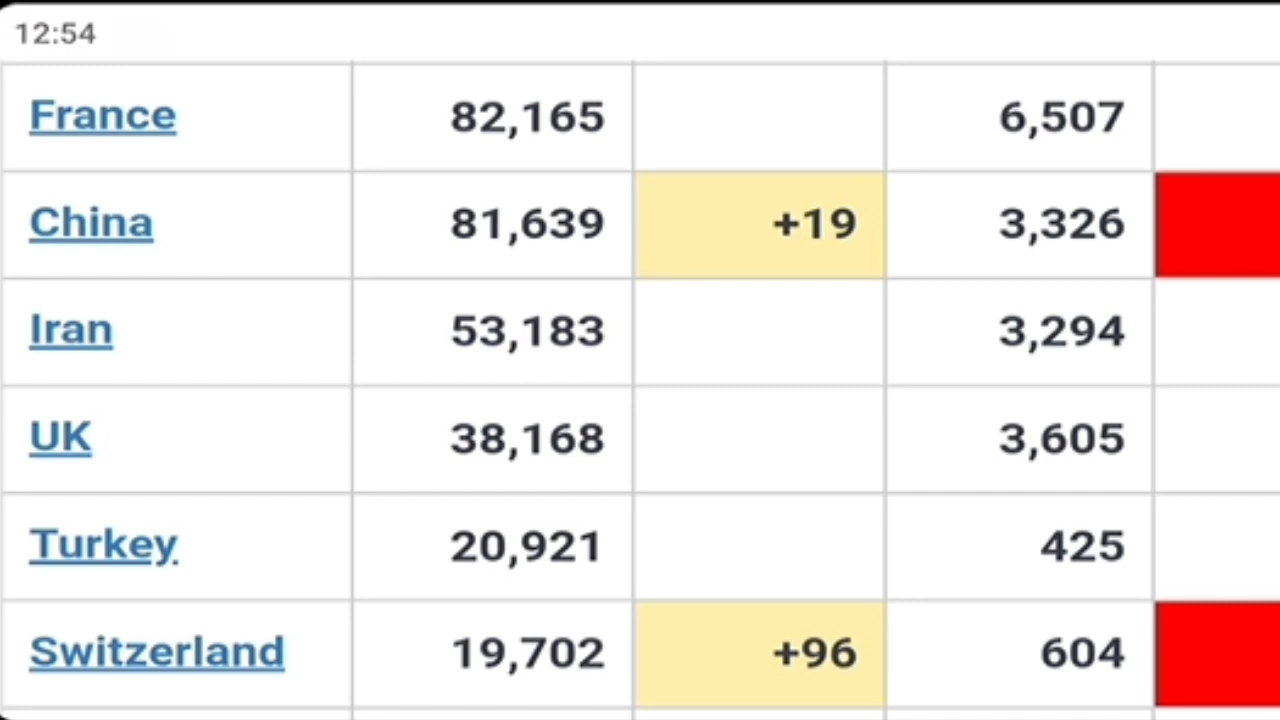 12:54
France 82,165 6,507
China 81,639 +19 3,326
Iran 53,183 3,294
UK 38,168 3,605
Turkey 20,921 425
Switzerland 19,702 +96 604